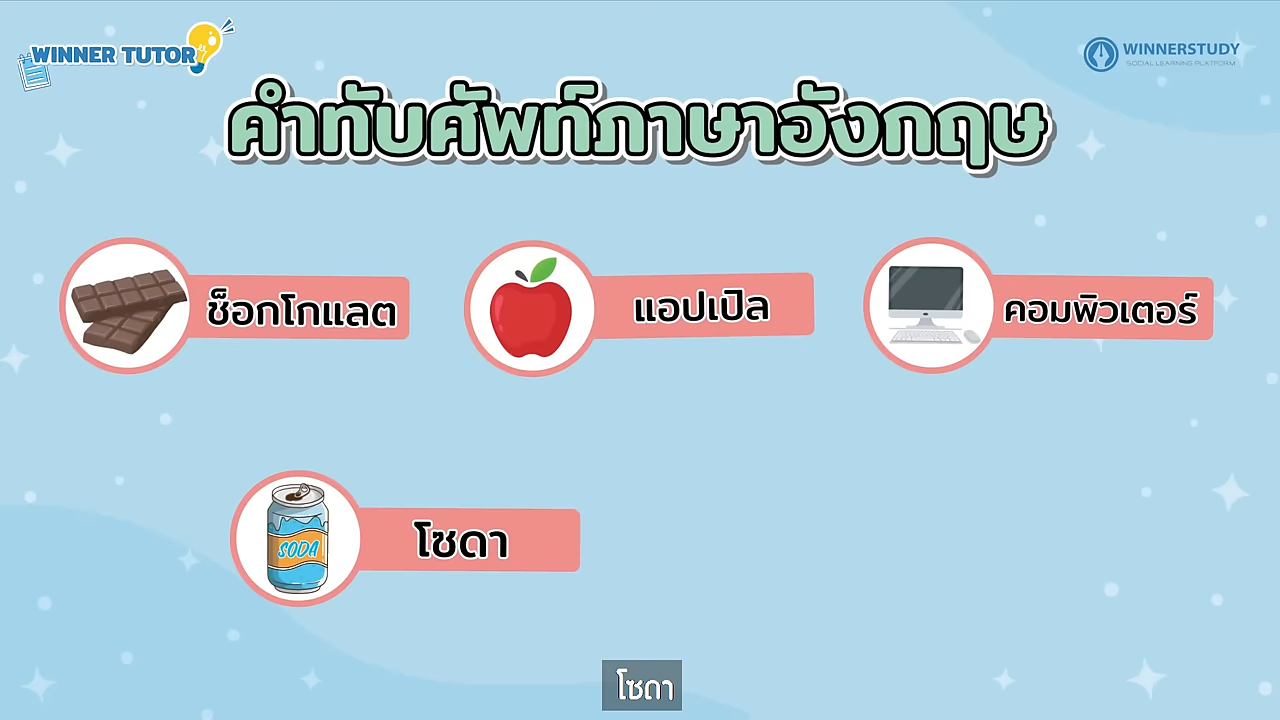 WINNER TUTOR
WINNERSTUDY
SOCIAL LEARNING PLATFORM
คำทับศัพท์ภาษาอังกฤษ
ช็อกโกแลต
แอปเปิล
คอมพิวเตอร์
SODA
โซดา
โซดา